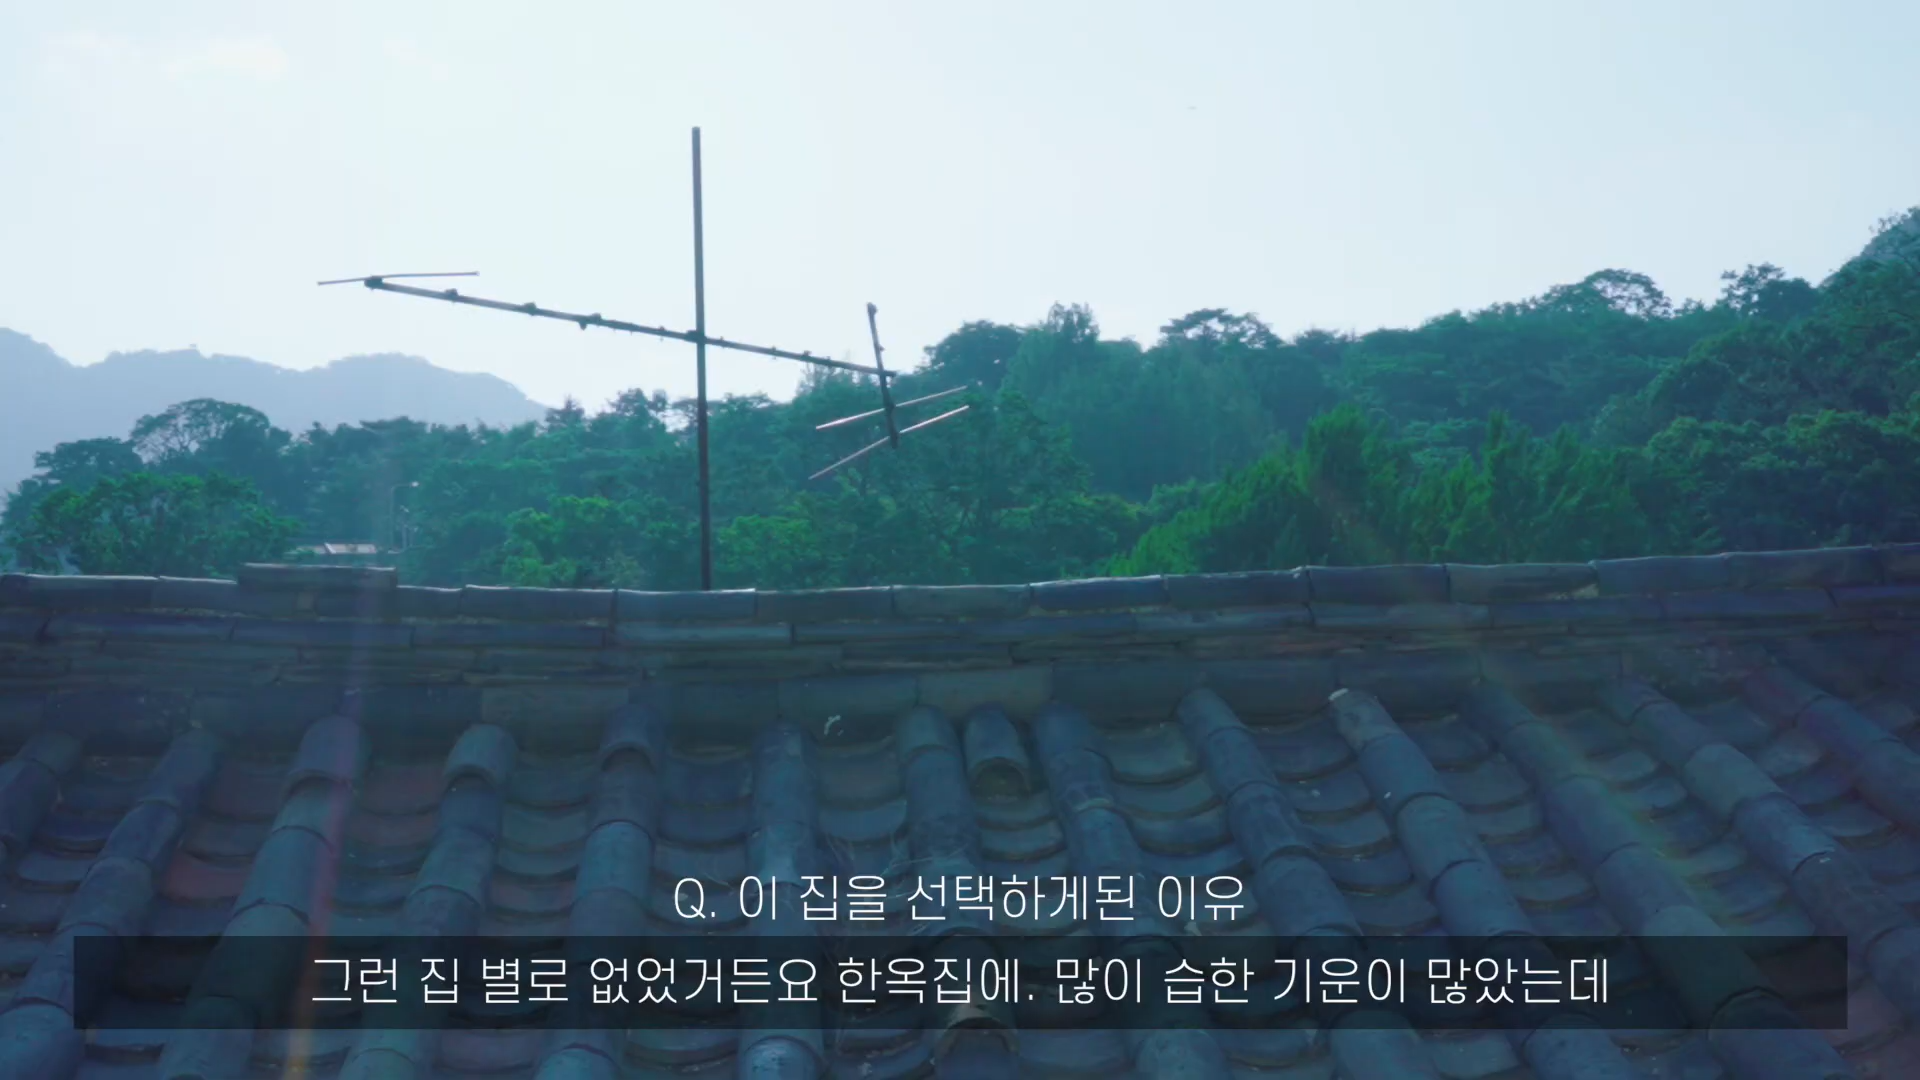 Q. 이 집을 선택하게된 이유
그런 집 별로 없었거든요 한옥집에. 많이 습한 기운이 많았는데